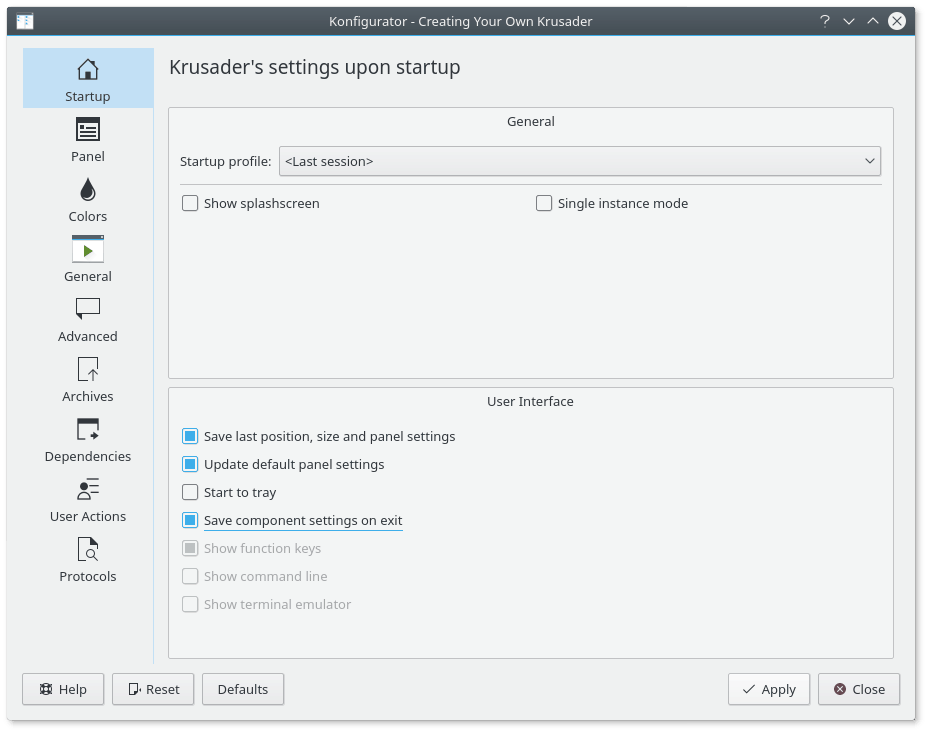 Konfigurator - Creating Your Own Krusader
Startup
Panel
Colors
General
Advanced
Archives
Dependencies
User Actions
Protocols
Krusader's settings upon startup
General
Startup profile: <Last session>
Show splashscreen Single instance mode
User Interface
Save last position, size and panel settings
Update default panel settings
Start to tray
Save component settings on exit
Show function keys
Show command line
Show terminal emulator
Help Reset Defaults Apply Close